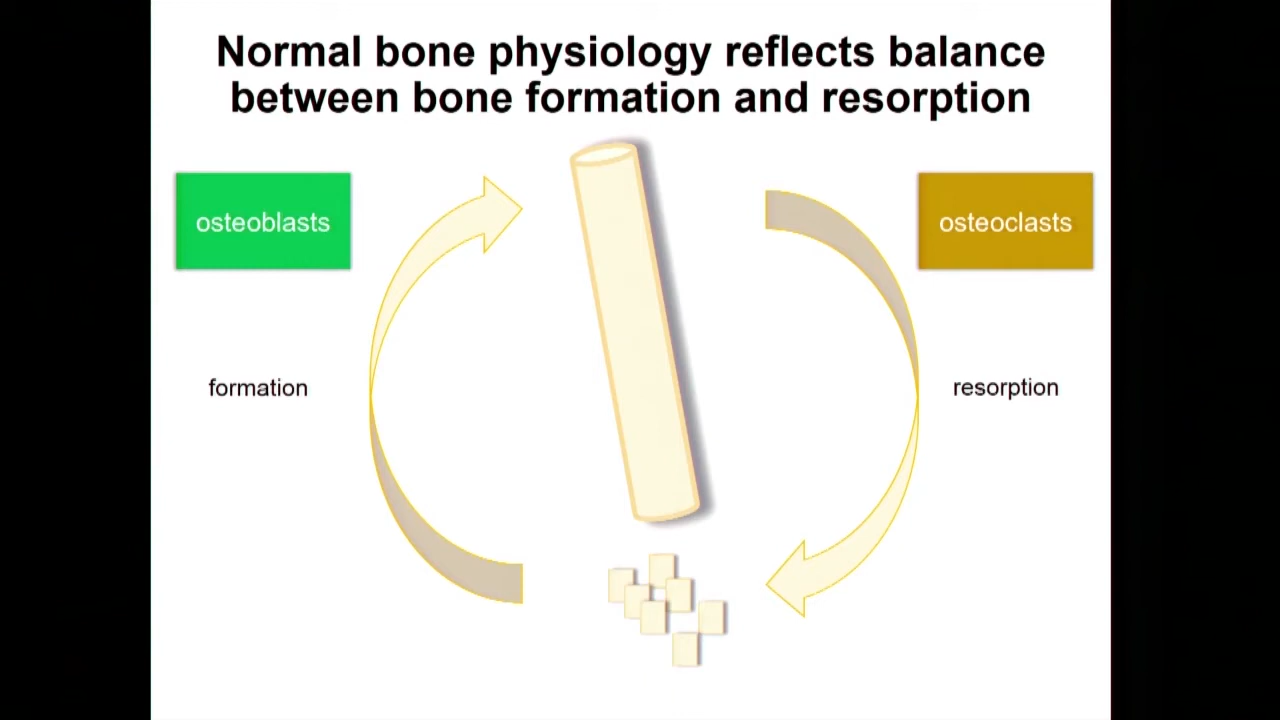 Normal bone physiology reflects balance
between bone formation and resorption
osteoblasts
osteoclasts
formation
resorption